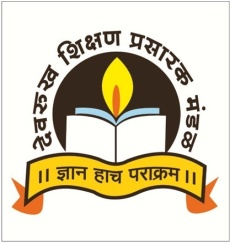 देवरुख शिक्षण प्रसारक मंडळ
।। ज्ञान हाच पराक्रम ।।